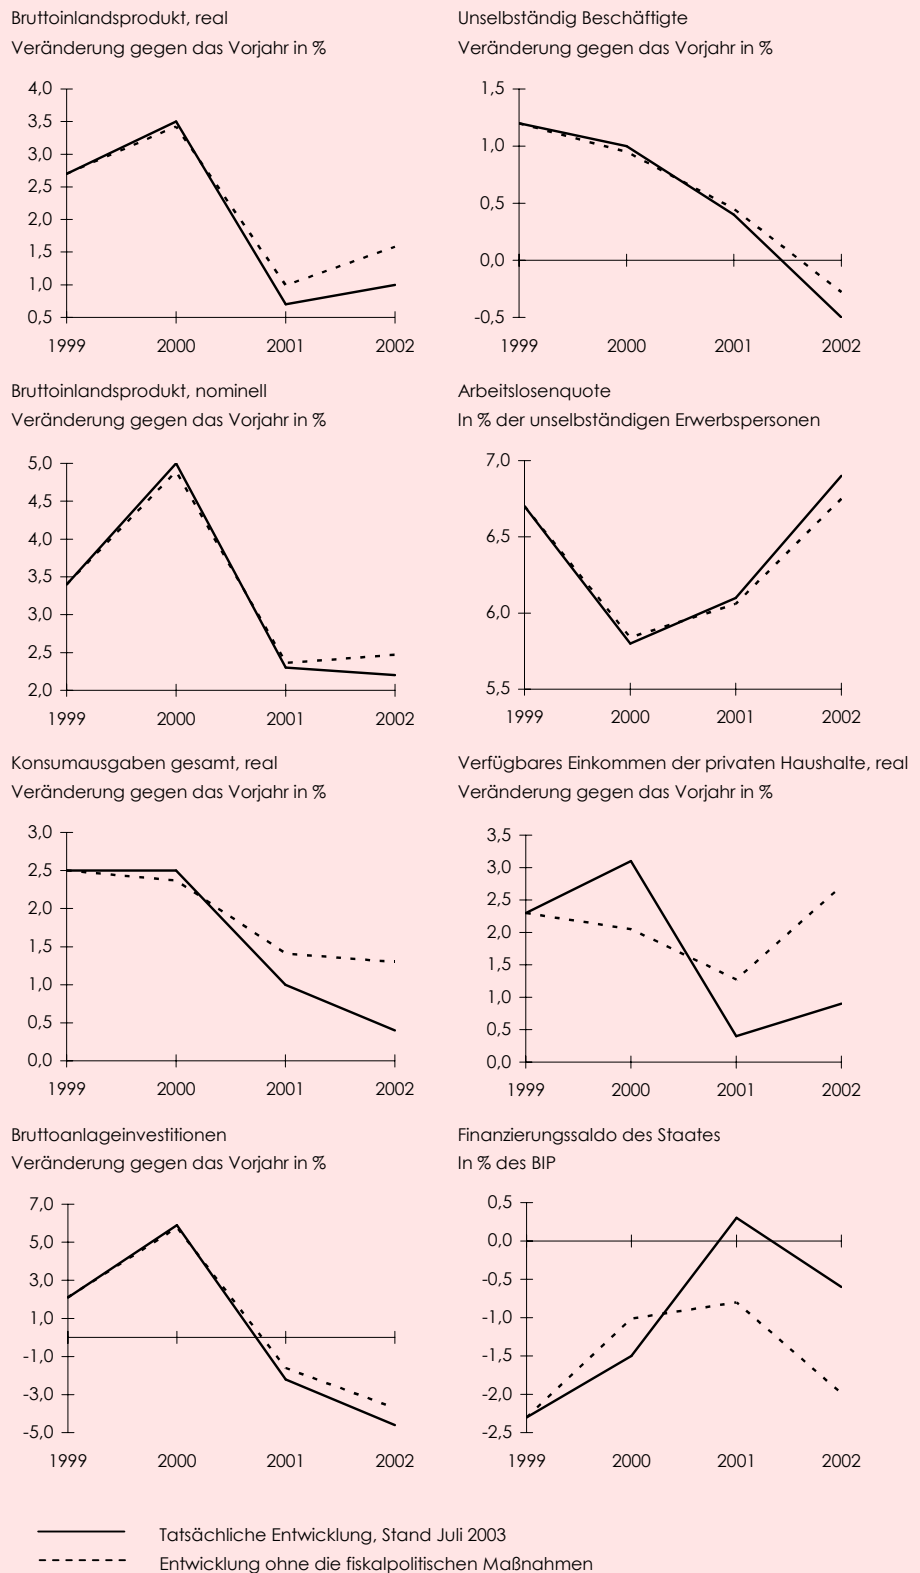 Bruttoinlandsprodukt, real
Veränderung gegen das Vorjahr in %
4,0
3,5
3,0
2,5
2,0
1,5
1,0
0,5
1999 2000 2001 2002
Unselbständig Beschäftigte
Veränderung gegen das Vorjahr in %
1,5
1,0
0,5
0,0
-0,5
1999 2000 2001 2002
Bruttoinlandsprodukt, nominell
Veränderung gegen das Vorjahr in %
5,0
4,5
4,0
3,5
3,0
2,5
2,0
1999 2000 2001 2002
Arbeitslosenquote
In % der unselbständigen Erwerbspersonen
7,0
6,5
6,0
5,5
1999 2000 2001 2002
Konsumausgaben gesamt, real
Veränderung gegen das Vorjahr in %
3,0
2,5
2,0
1,5
1,0
0,5
0,0
1999 2000 2001 2002
Verfügbares Einkommen der privaten Haushalte, real
Veränderung gegen das Vorjahr in %
3,5
3,0
2,5
2,0
1,5
1,0
0,5
0,0
1999 2000 2001 2002
Bruttoanlageinvestitionen
Veränderung gegen das Vorjahr in %
7,0
5,0
3,0
1,0
-1,0
-3,0
-5,0
1999 2000 2001 2002
Finanzierungssaldo des Staates
In % des BIP
0,5
0,0
-0,5
-1,0
-1,5
-2,0
-2,5
1999 2000 2001 2002
Tatsächliche Entwicklung, Stand Juli 2003
Entwicklung ohne die fiskalpolitischen Maßnahmen